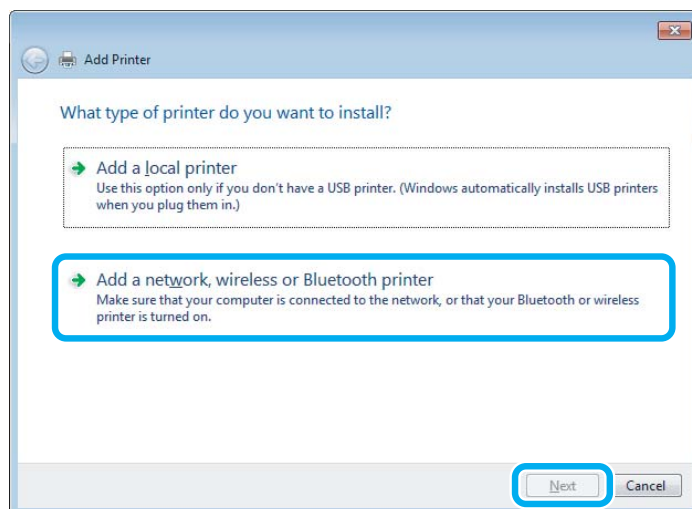 Add Printer
What type of printer do you want to install?
Add a local printer
Use this option only if you don't have a USB printer. (Windows automatically installs USB printers
when you plug them in.)
Add a network, wireless or Bluetooth printer
Make sure that your computer is connected to the network, or that your Bluetooth or wireless
printer is turned on.
Next Cancel